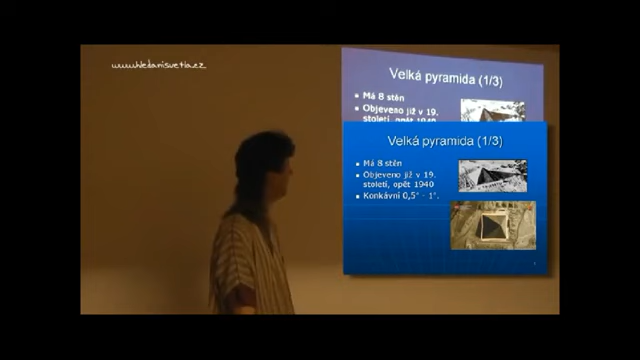 www.hledanisvetla.cz
Velká pyramida (1/3)
Má 8 stěn
Objeveno již v 19.
století, opět 1940
Velká pyramida (1/3)
Má 8 stěn
Objeveno již v 19.
století, opět 1940
Konkávní 0,5° - 1°.